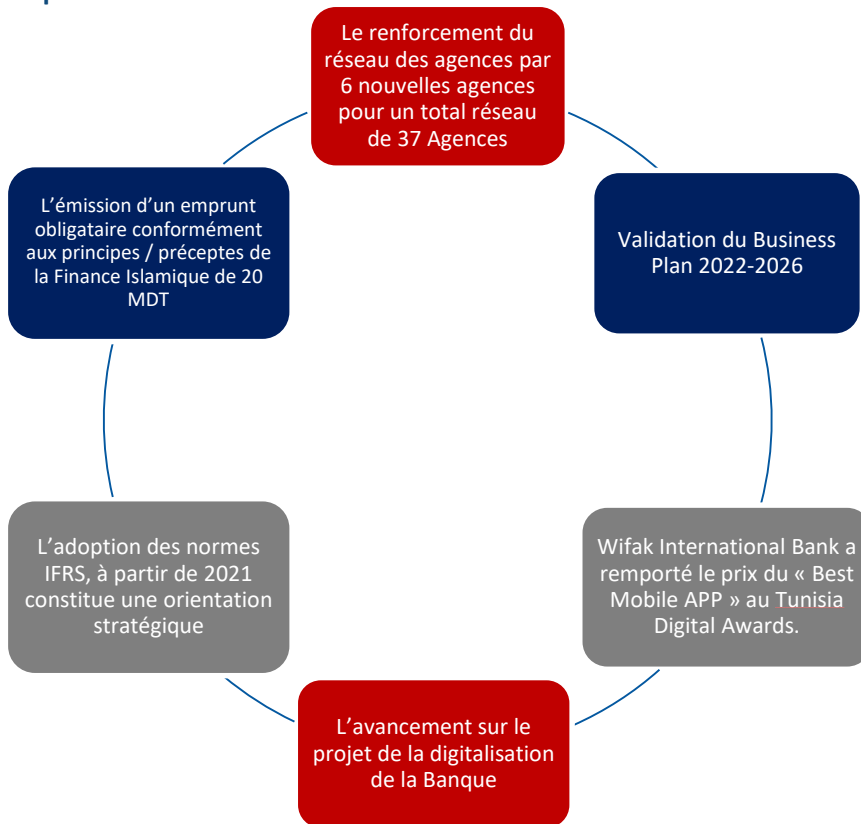 Le renforcement du
réseau des agences par
6 nouvelles agences
pour un total réseau
de 37 Agences
Validation du Business
Plan 2022-2026
Wifak International Bank a
remporté le prix du « Best
Mobile APP » au Tunisia
Digital Awards.
L’avancement sur le
projet de la digitalisation
de la Banque
L’adoption des normes
IFRS, à partir de 2021
constitue une orientation
stratégique
L’émission d’un emprunt
obligataire conformément
aux principes / préceptes de
la Finance Islamique de 20
MDT